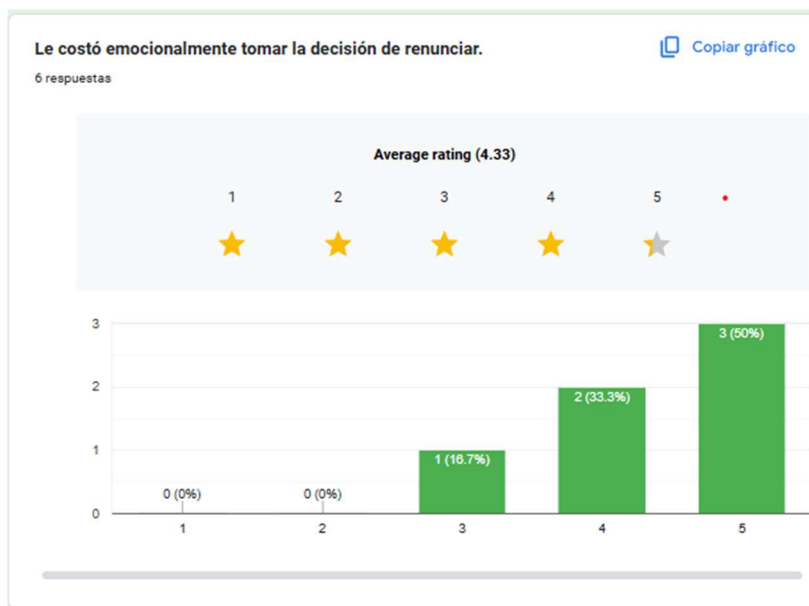 Le costó emocionalmente tomar la decisión de renunciar.
Copiar gráfico
6 respuestas
Average rating (4.33)
1 2 3 4 5
3
3 (50%)
2
2 (33.3%)
1
1 (16.7%)
0 (0%) 0 (0%)
0
1 2 3 4 5